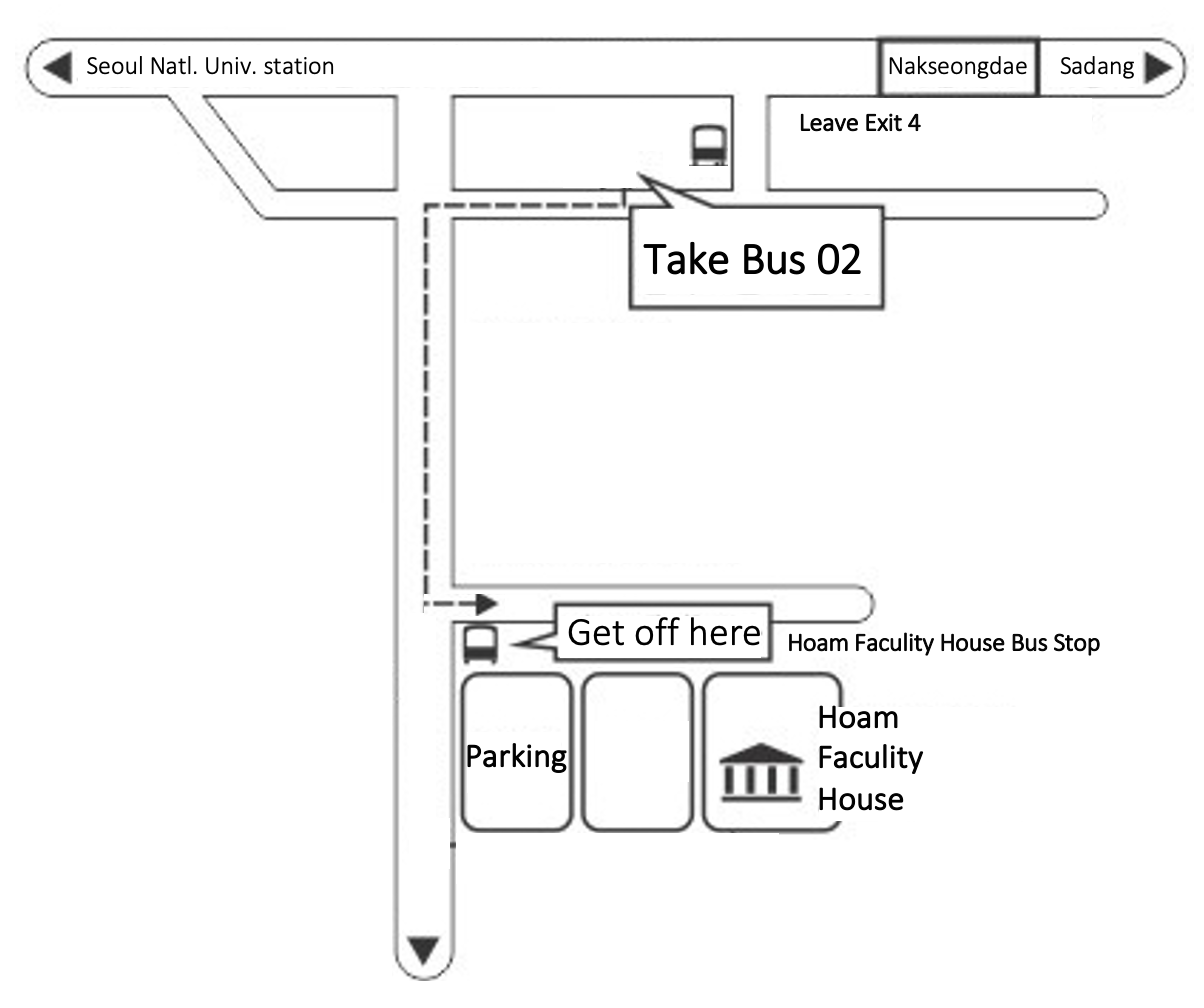 Seoul Natl. Univ. station
Nakseongdae
Sadang
Leave Exit 4
Take Bus 02
Get off here
Hoam Faculity House Bus Stop
Parking
Hoam
Faculity
House